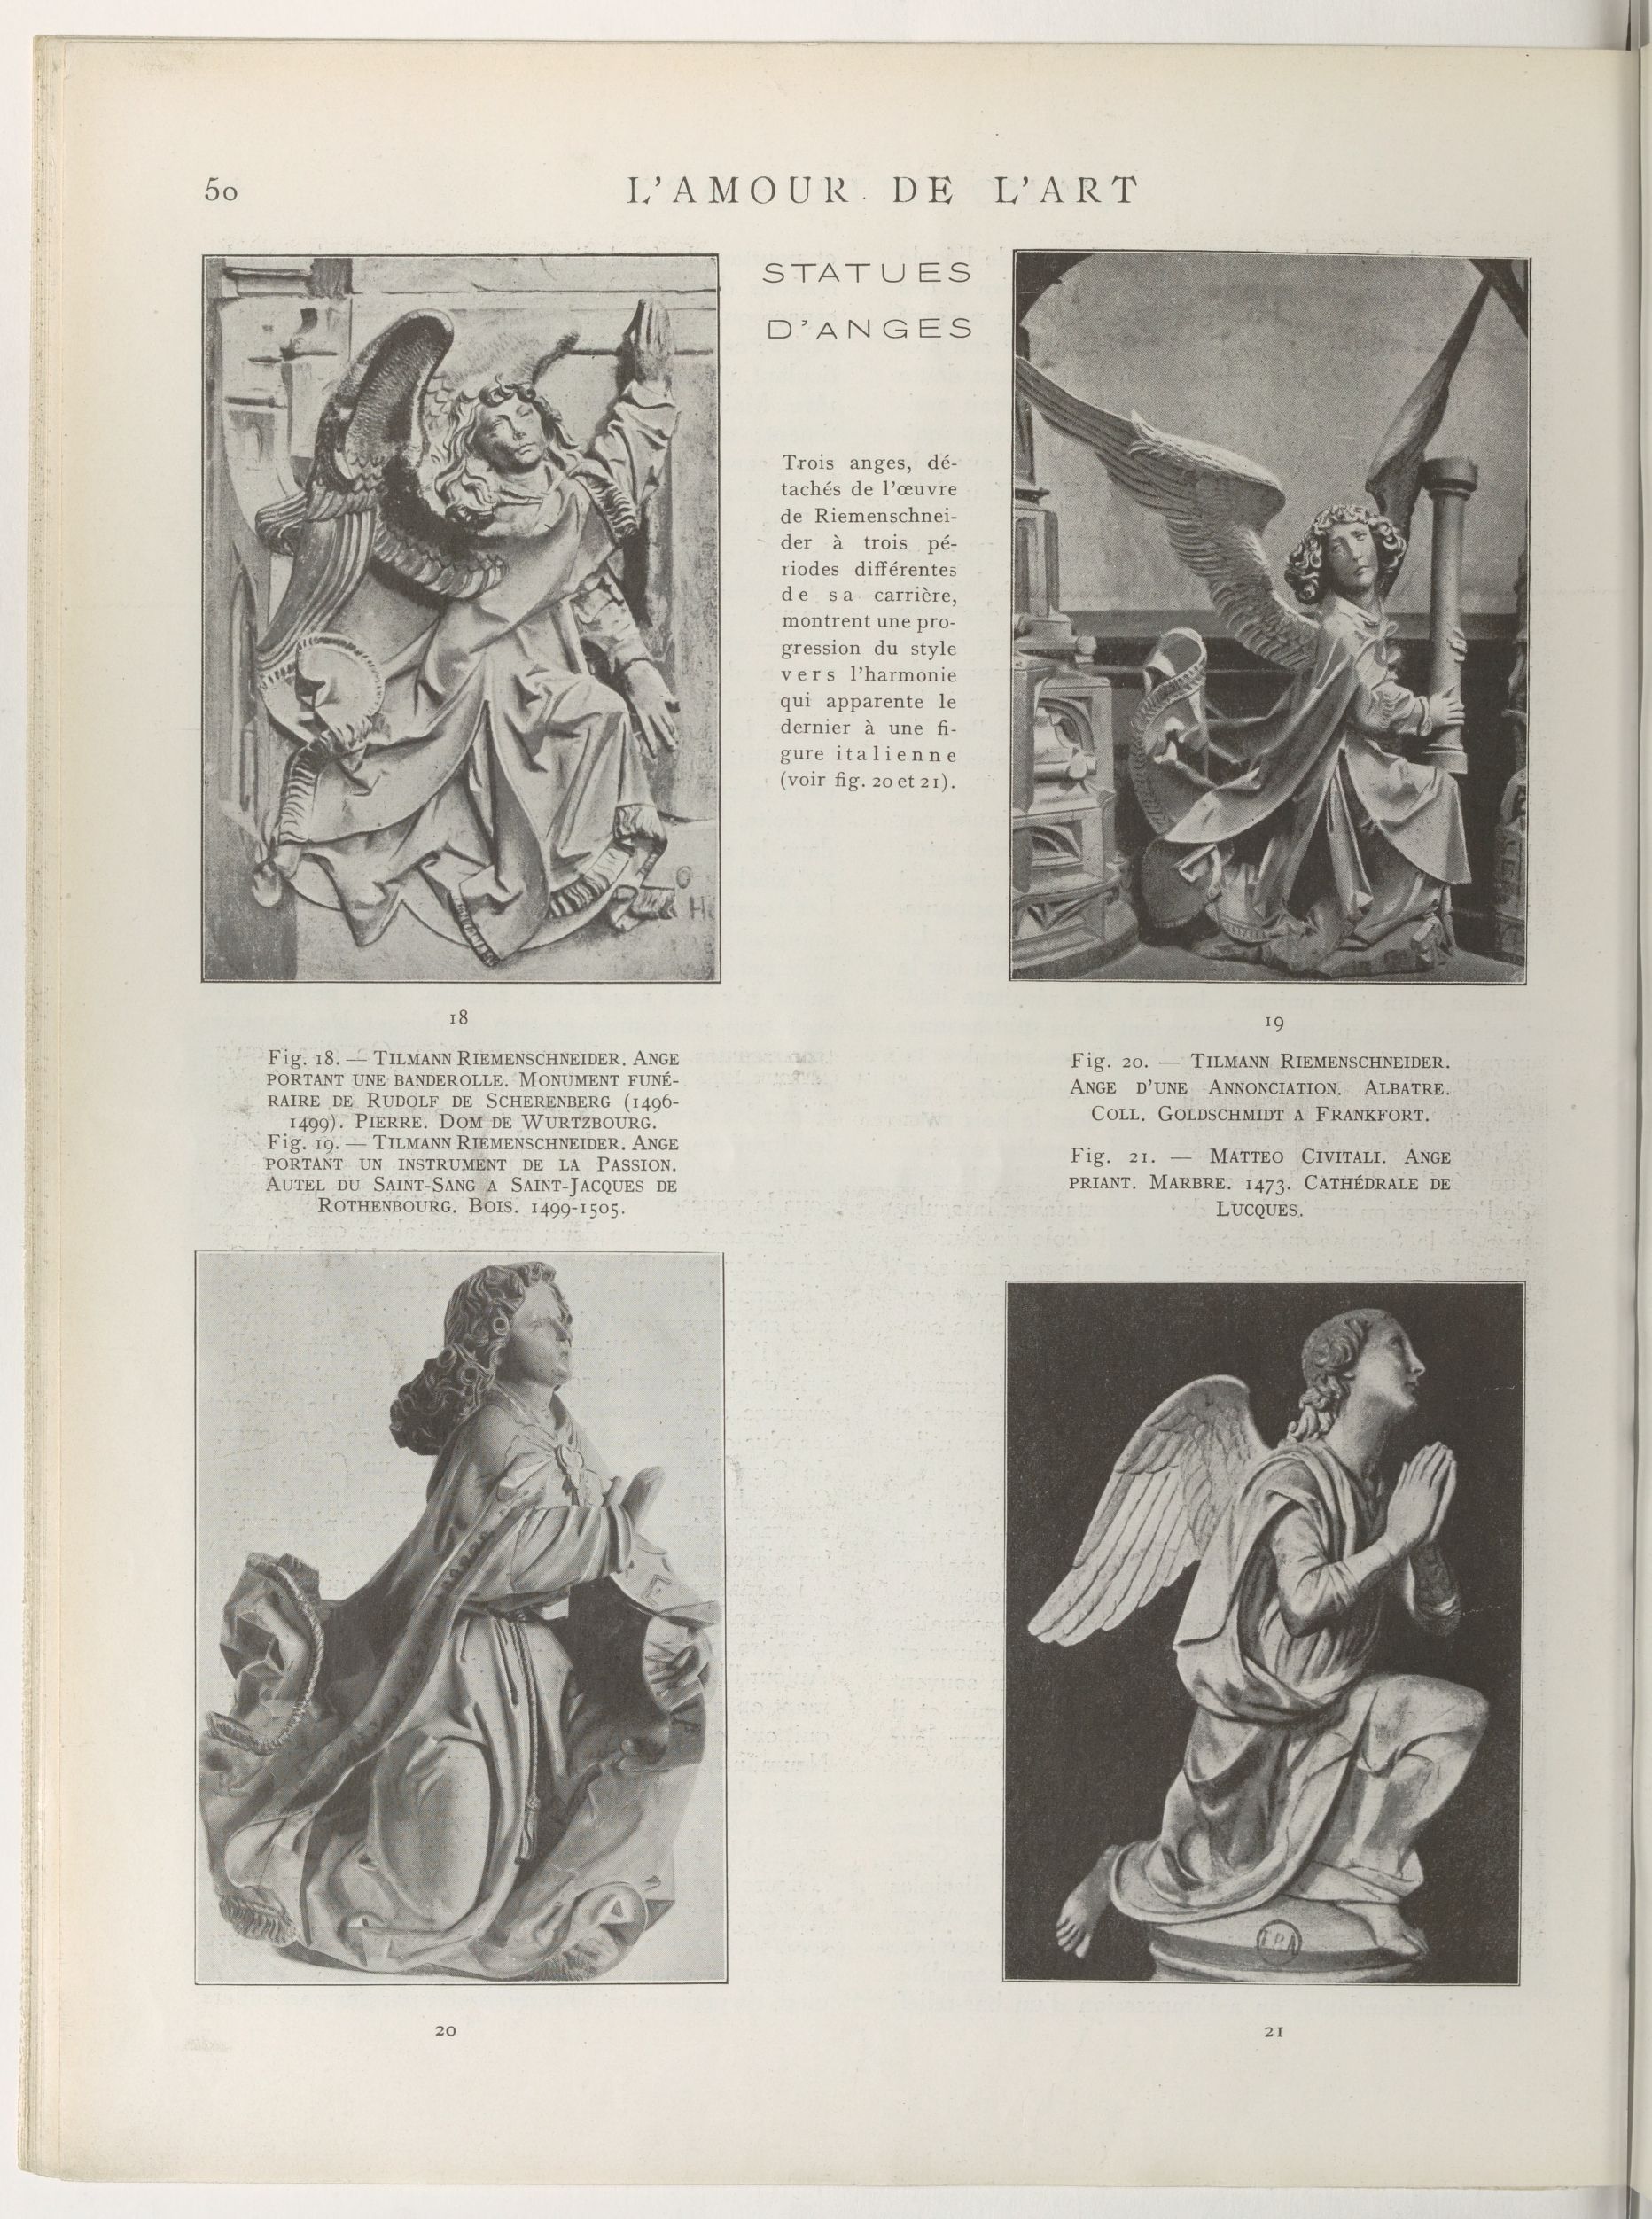 50
L'AMOUR DE L'ART
STATUES
D'ANGES
Trois anges, dé-
tachés de l'œuvre
de Riemenschnei-
der à trois pé-
riodes différentes
de sa carrière,
montrent une pro-
gression du style
vers l'harmonie
qui apparente le
dernier à une fi-
gure italienne
(voir fig. 20 et 21).
18
Fig. 18. — TILMANN RIEMENSCHNEIDER. ANGE
PORTANT UNE BANDEROLLE. MONUMENT FUNÉ-
RAIRE DE RUDOLF DE SCHERENBERG (1496-
1499). PIERRE. DOM DE WURTZBOURG.
Fig. 19. — TILMANN RIEMENSCHNEIDER. ANGE
PORTANT UN INSTRUMENT DE LA PASSION.
AUTEL DU SAINT-SANG A SAINT-JACQUES DE
ROTHENBOURG. BOIS. 1499-1505.
19
Fig. 20. — TILMANN RIEMENSCHNEIDER.
ANGE D'UNE ANNONCIATION. ALBATRE.
COLL. GOLDSCHMIDT A FRANKFORT.
Fig. 21. — MATTEO CIVITALI. ANGE
PRIANT. MARBRE. 1473. CATHÉDRALE DE
LUCQUES.
20
21